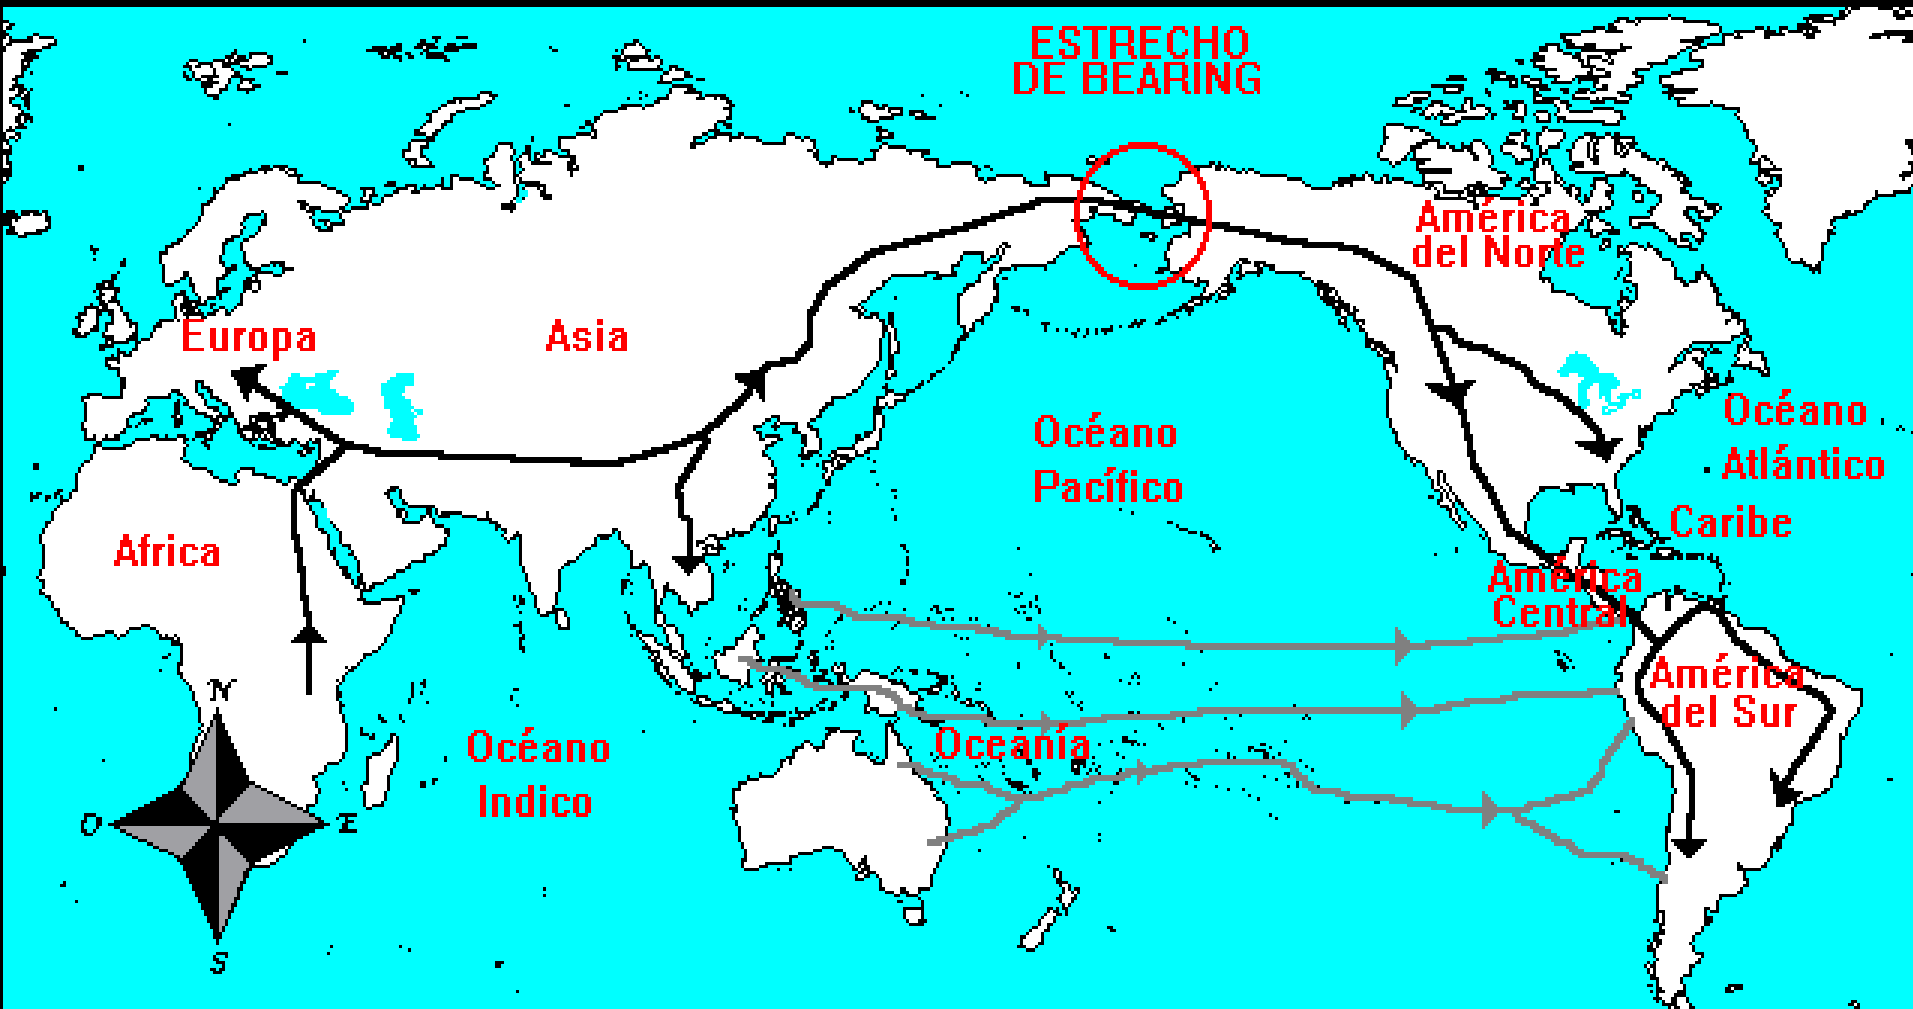 ESTRECHO
DE BEARING
América
del Norte
Europa
Asia
Océano
Pacífico
Océano
Atlántico
Caribe
Africa
América
Central
América
del Sur
Océano
Indico
Oceanía
N
O
E
S